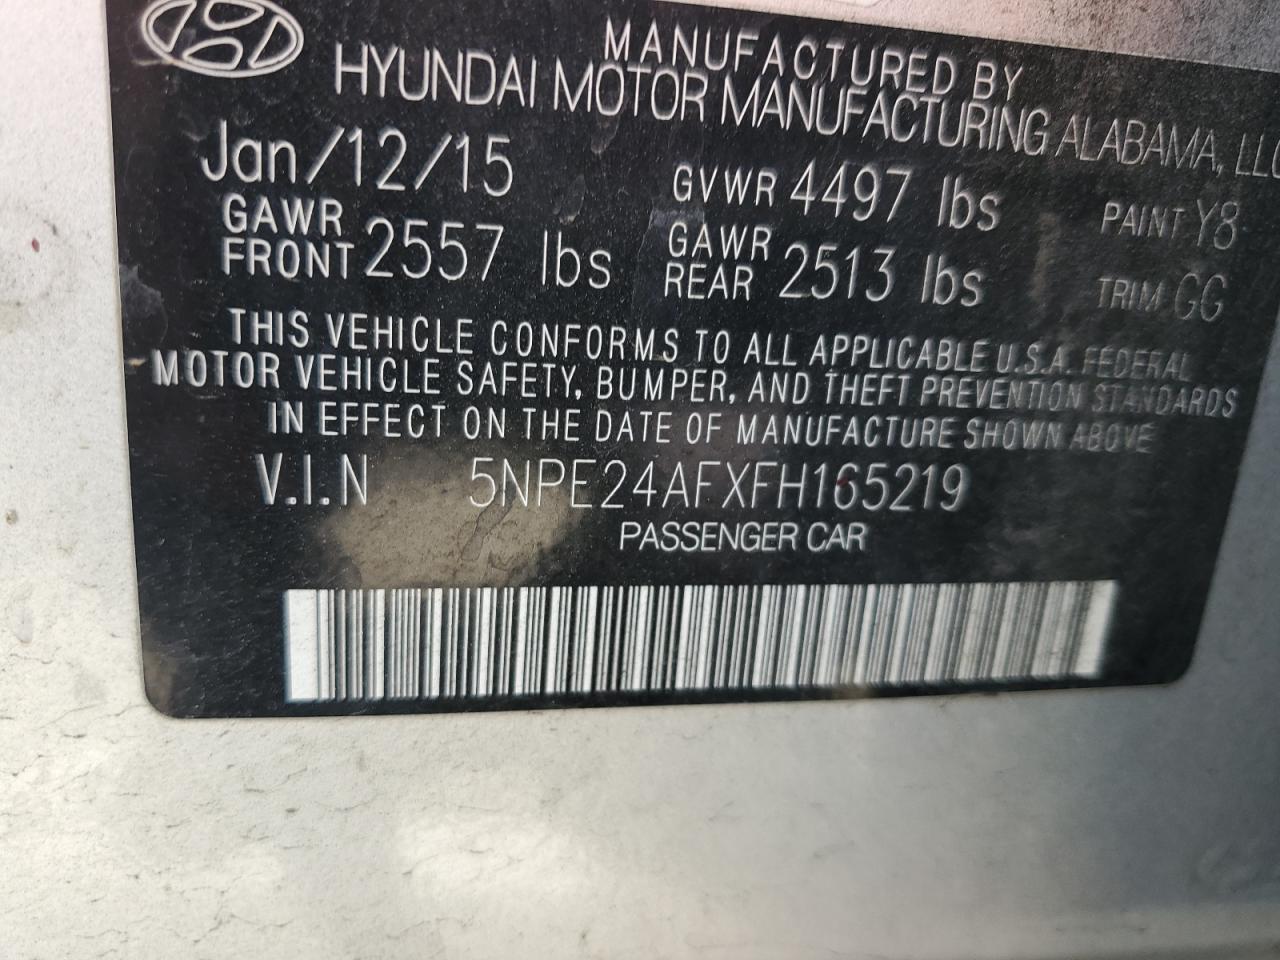 MANUFACTURED BY
HYUNDAI MOTOR MANUFACTURING ALABAMA, LLC
Jan/12/15 GVWR 4497 lbs PAINT Y8
GAWR FRONT 2557 lbs GAWR REAR 2513 lbs TRIM GG
THIS VEHICLE CONFORMS TO ALL APPLICABLE U.S.A. FEDERAL
MOTOR VEHICLE SAFETY, BUMPER, AND THEFT PREVENTION STANDARDS
IN EFFECT ON THE DATE OF MANUFACTURE SHOWN ABOVE
V.I.N 5NPE24AFXFH165219
PASSENGER CAR